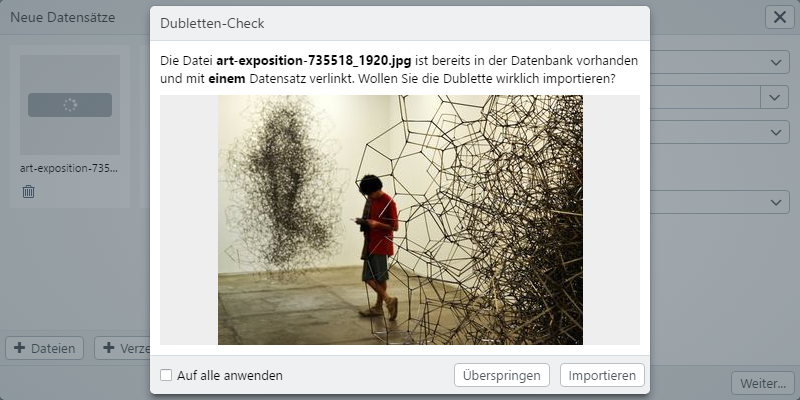 Neue Datensätze
Dubletten-Check
Die Datei art-exposition-735518_1920.jpg ist bereits in der Datenbank vorhanden
und mit einem Datensatz verlinkt. Wollen Sie die Dublette wirklich importieren?
art-exposition-735...
+ Dateien
+ Verze
Auf alle anwenden
Überspringen
Importieren
Weiter...